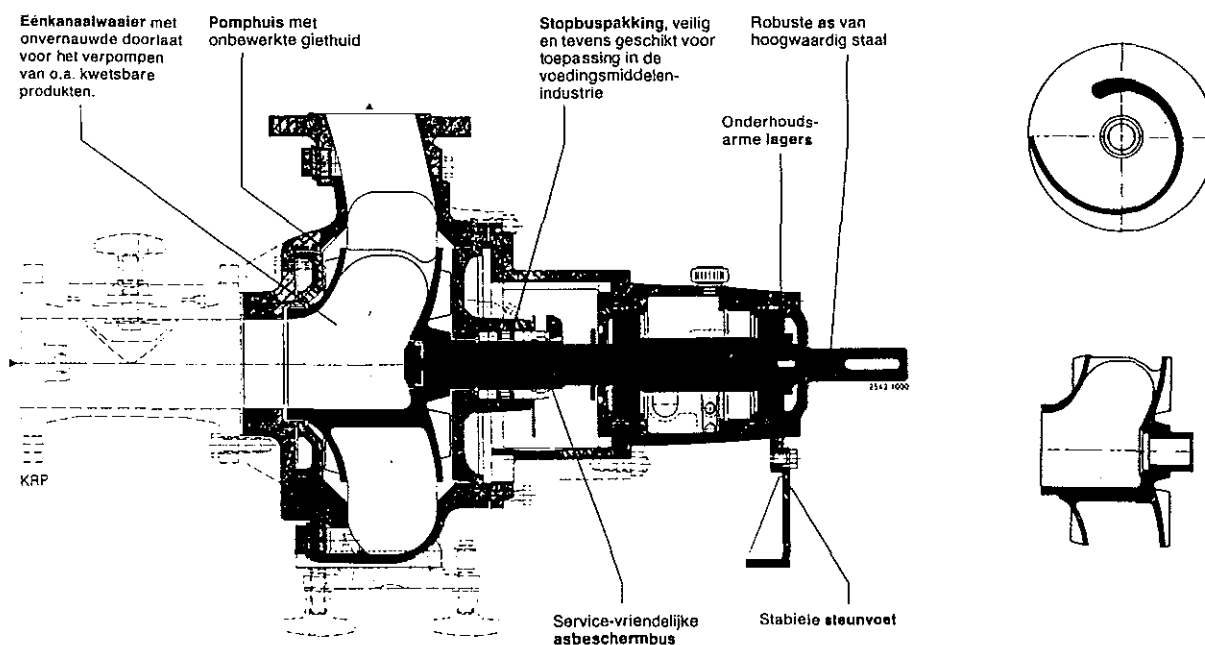 Eénkanaalwaaier met
onvernauwde doorlaat
voor het verpompen
van o.a. kwetsbare
produkten.
Pomphuis met
onbewerkte giethuid
Stopbuspakking, veilig
en tevens geschikt voor
toepassing in de
voedingsmiddelen-
industrie
Robuste as van
hoogwaardig staal
Onderhouds-
arme lagers
2542 1000
KRP
Service-vriendelijke
asbeschermbus
Stabiele steunvoet